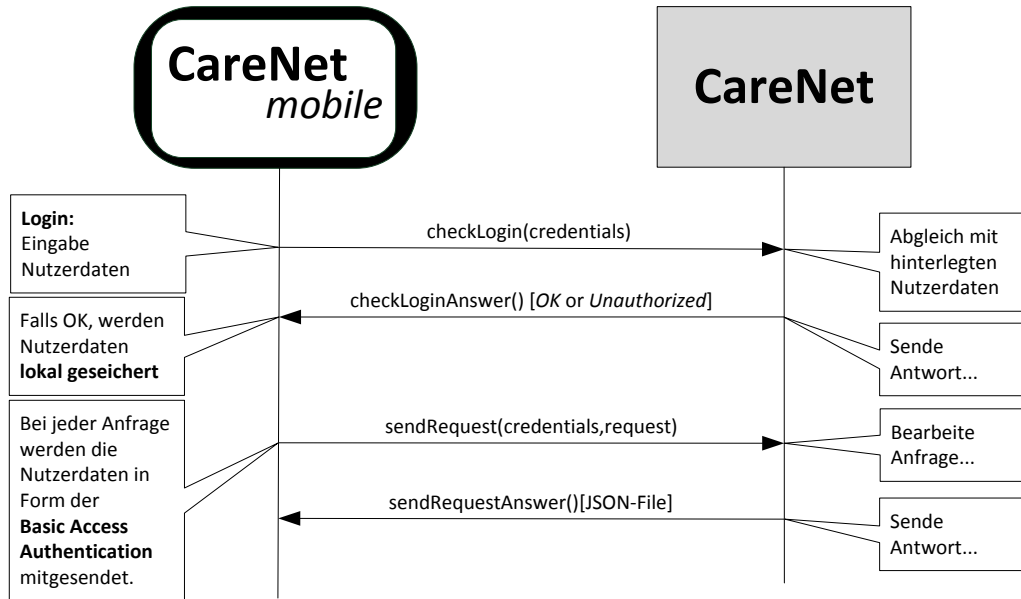 CareNet
mobile
CareNet
Login:
Eingabe
Nutzerdaten
checkLogin(credentials)
Abgleich mit
hinterlegten
Nutzerdaten
checkLoginAnswer() [OK or Unauthorized]
Falls OK, werden
Nutzerdaten
lokal geseichert
Sende
Antwort...
Bei jeder Anfrage
werden die
Nutzerdaten in
Form der
Basic Access
Authentication
mitgesendet.
sendRequest(credentials,request)
Bearbeite
Anfrage...
sendRequestAnswer()[JSON-File]
Sende
Antwort...